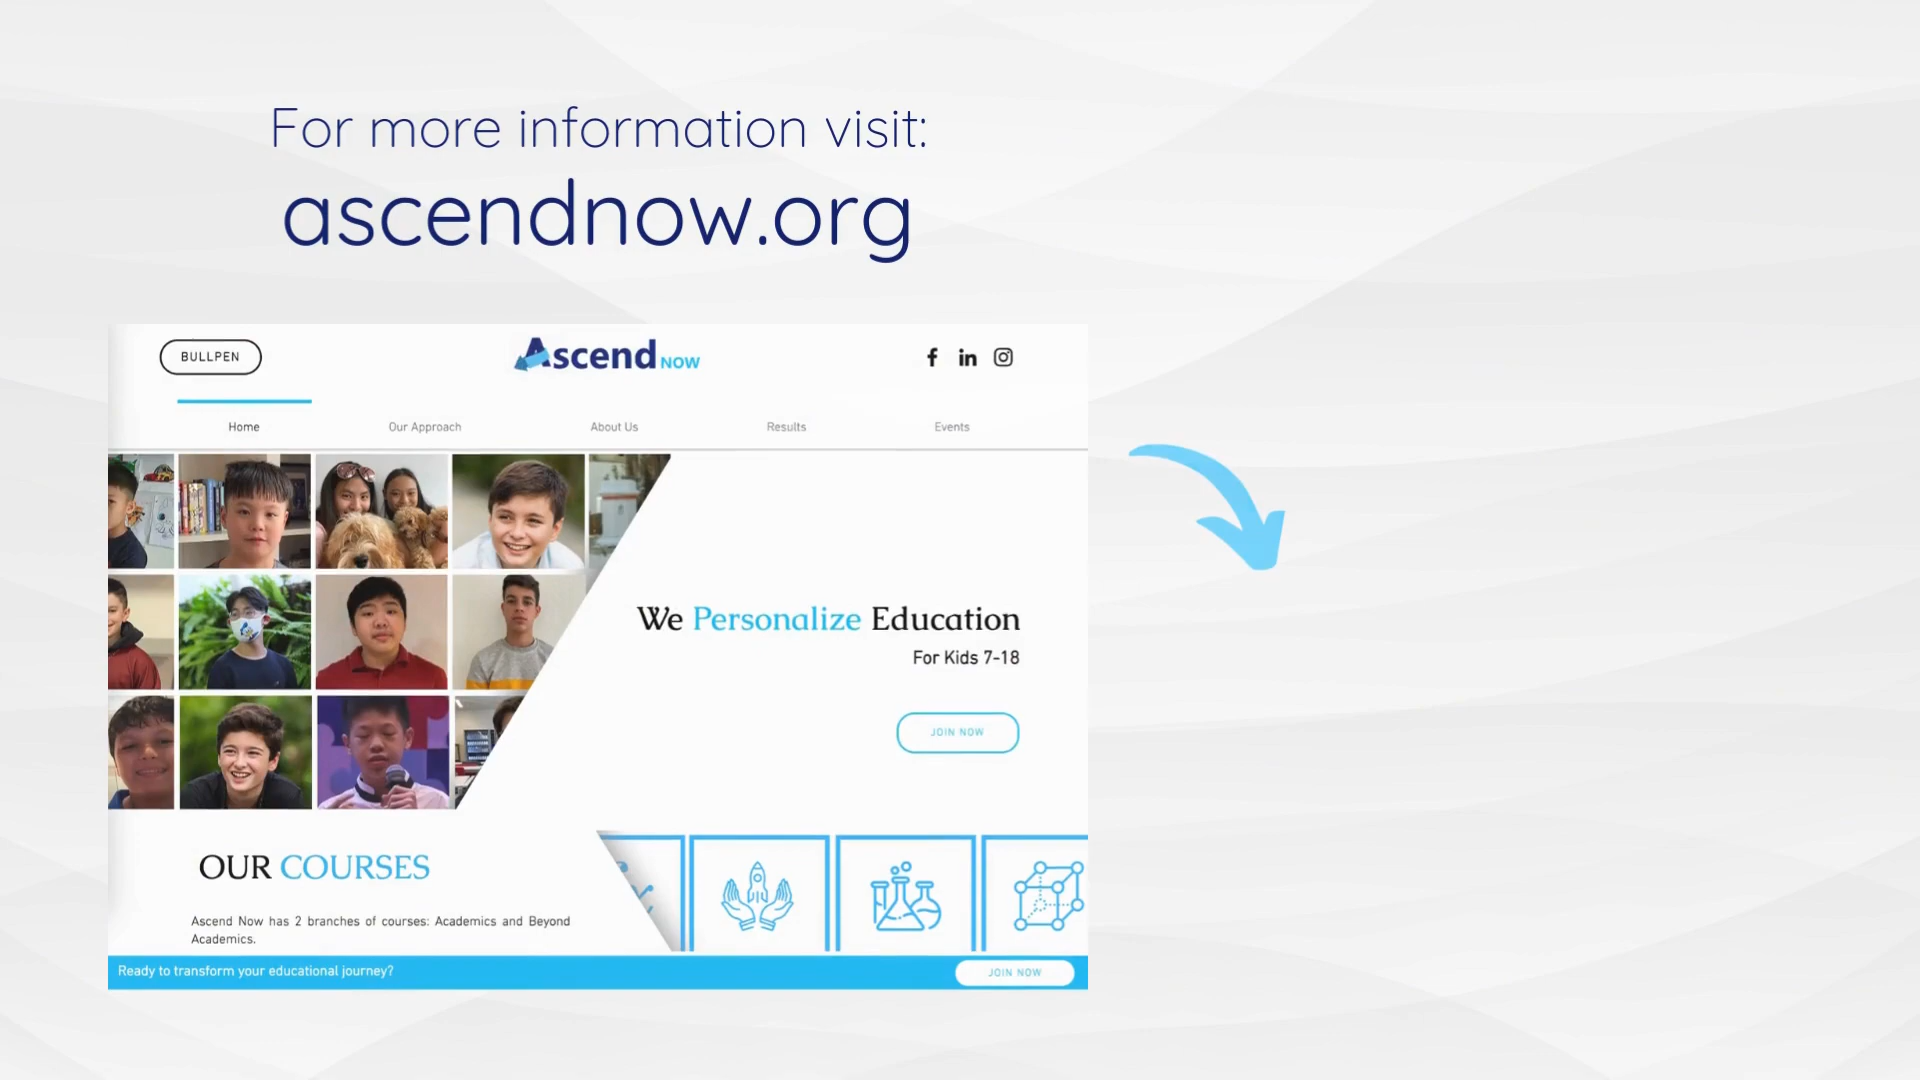 For more information visit:
ascendnow.org
BULLPEN
Ascend NOW
Home
Our Approach
About Us
Results
Events
We Personalize Education
For Kids 7-18
JOIN NOW
OUR COURSES
Ascend Now has 2 branches of courses: Academics and Beyond
Academics.
Ready to transform your educational journey?
JOIN NOW